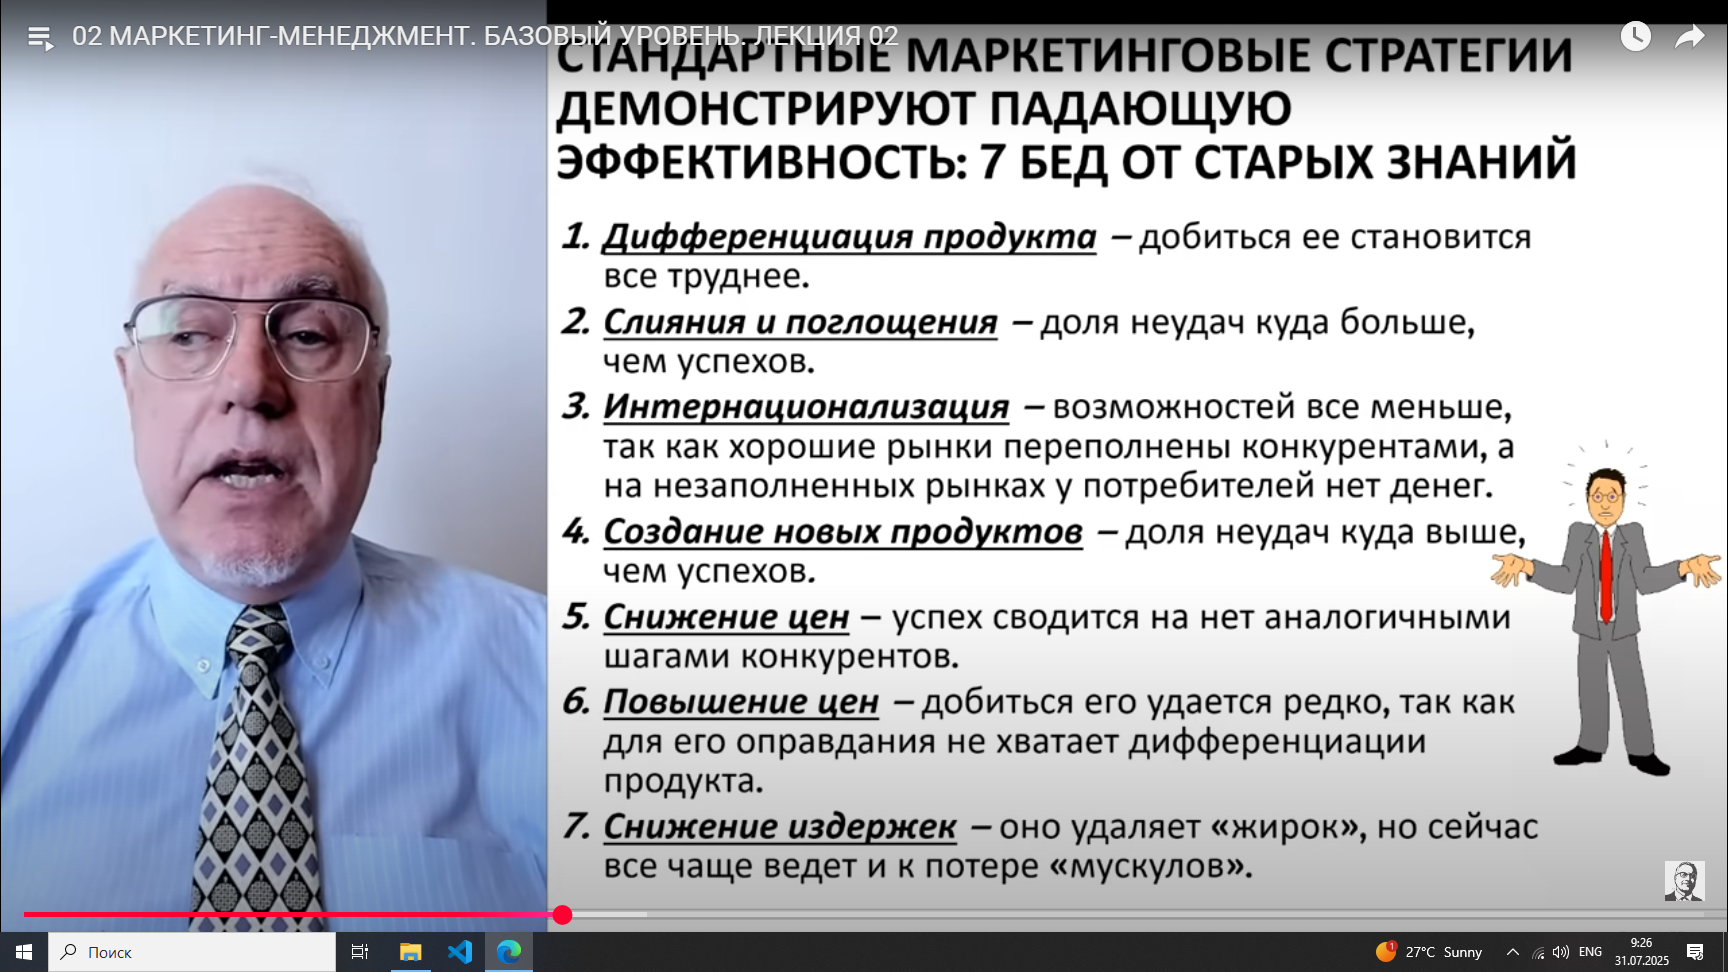 02 МАРКЕТИНГ-МЕНЕДЖМЕНТ. БАЗОВЫЙ УРОВЕНЬ. ЛЕКЦИЯ 02
СТАНДАРТНЫЕ МАРКЕТИНГОВЫЕ СТРАТЕГИИ
ДЕМОНСТРИРУЮТ ПАДАЮЩУЮ
ЭФФЕКТИВНОСТЬ: 7 БЕД ОТ СТАРЫХ ЗНАНИЙ
1. Дифференциация продукта – добиться ее становится
все труднее.
2. Слияния и поглощения – доля неудач куда больше,
чем успехов.
3. Интернационализация – возможностей все меньше,
так как хорошие рынки переполнены конкурентами, а
на незаполненных рынках у потребителей нет денег.
4. Создание новых продуктов – доля неудач куда выше,
чем успехов.
5. Снижение цен – успех сводится на нет аналогичными
шагами конкурентов.
6. Повышение цен – добиться его удается редко, так как
для его оправдания не хватает дифференциации
продукта.
7. Снижение издержек – оно удаляет «жирок», но сейчас
все чаще ведет и к потере «мускулов».
Поиск
1
27°C Sunny
ENG
9:26
31.07.2025